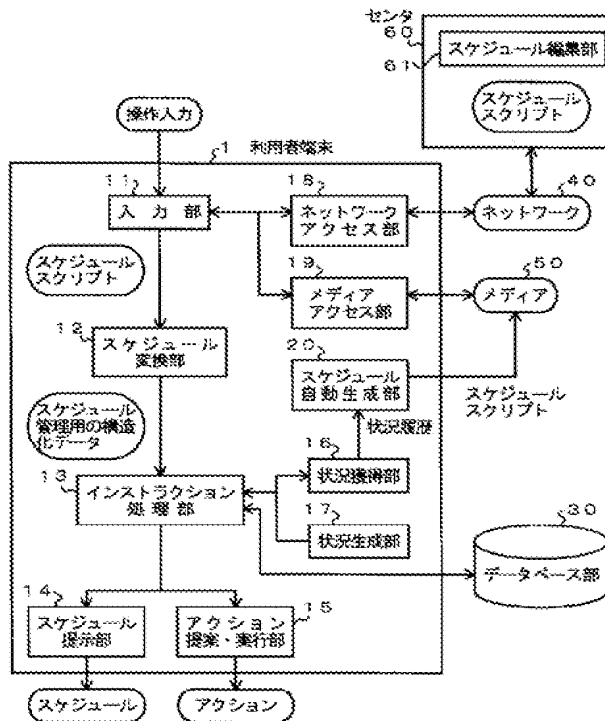 センタ
60
61
スケジュール編集部
スケジュール
スクリプト
操作入力
1 利用者端末
11
入力部
18
ネットワーク
アクセス部
40
ネットワーク
スケジュール
スクリプト
19
メディア
アクセス部
50
メディア
12
スケジュール
変換部
20
スケジュール
自動生成部
スケジュール
スクリプト
スケジュール
管理用の構造
化データ
状況履歴
13
インストラクション
処理部
16
状況獲得部
17
状況生成部
30
データベース部
14
スケジュール
提示部
15
アクション
提案・実行部
スケジュール
アクション